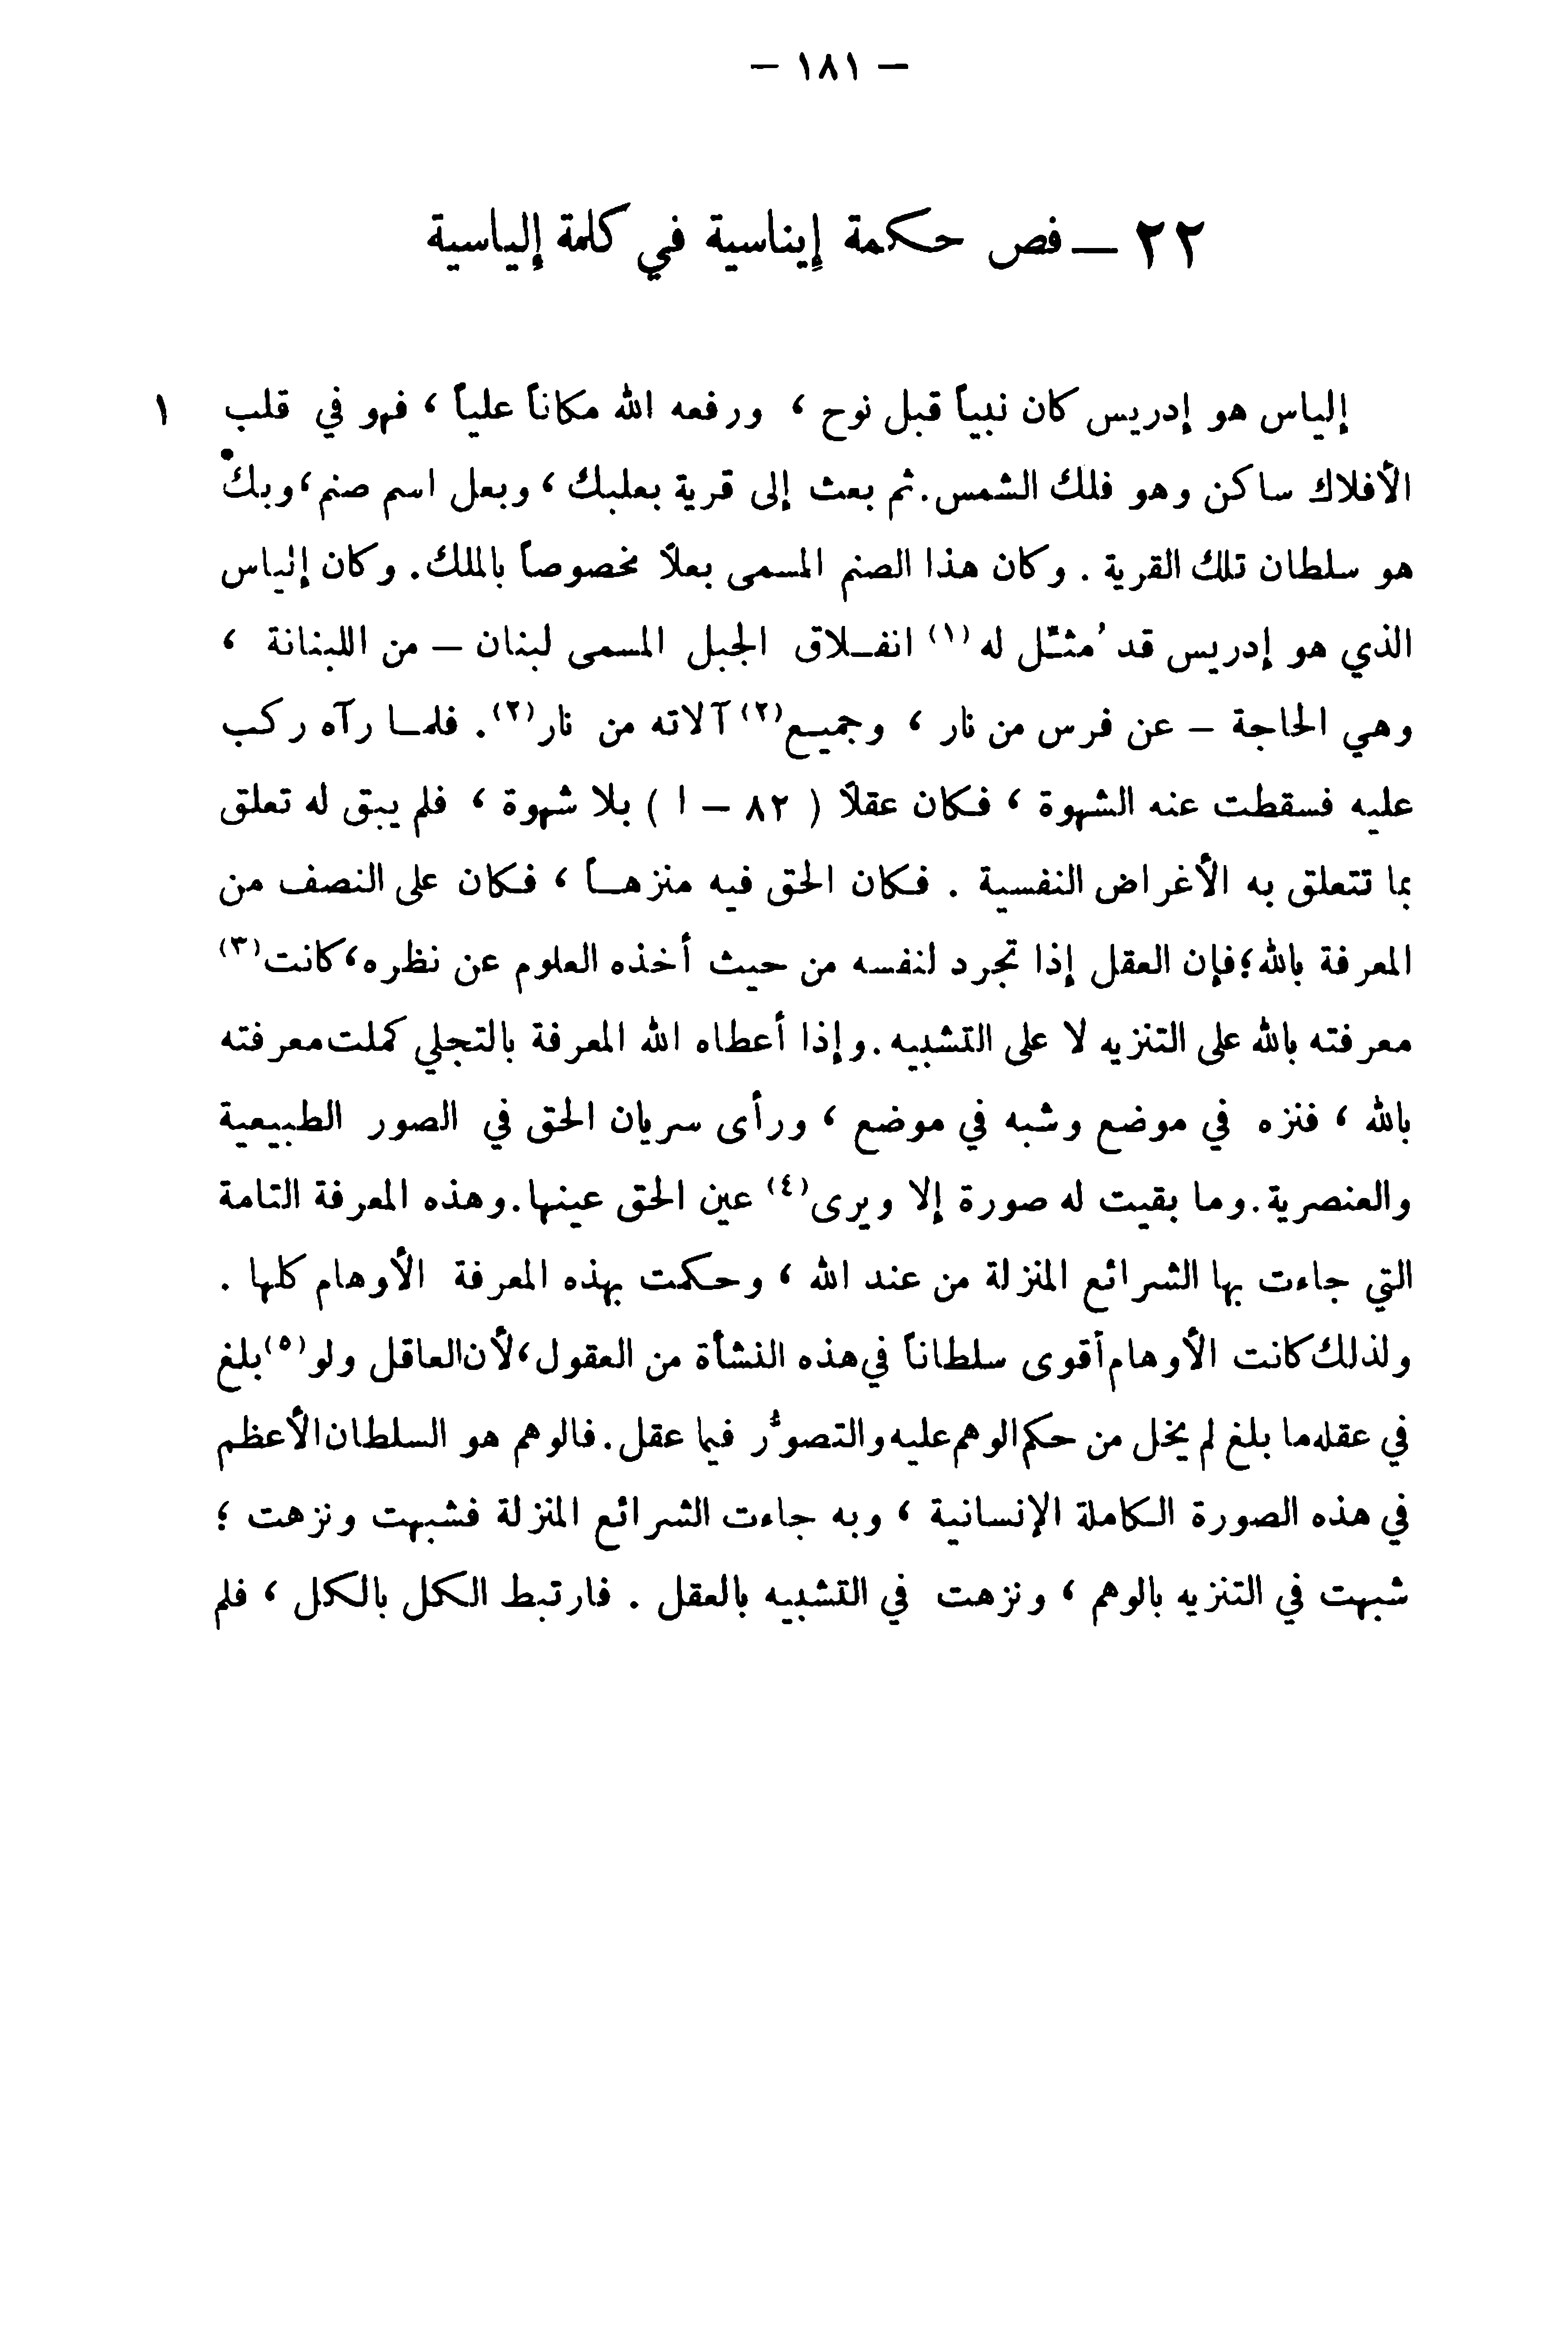 — ١٨١ —
٢٢ — فص حكمة إيناسية في كلمة إلياسية
إلياس هو إدريس كان نبياً قبل نوح ، ورفعه الله مكاناً علياً ، فهو في قلب ١
الأفلاك ساكن وهو فلك الشمس. ثم بعث إلى قرية بعلبك ، وبعل اسم صنم ، وبكْ
هو سلطان تلك القرية . وكان هذا الصنم المسمى بعلاً مخصوصاً بالملك. وكان إلياس
الذي هو إدريس قد مُثِّل له (١) انفلاق الجبل المسمى لبنان — من اللبنانة ،
وهي الحاجة — عن فرس من نار ، وجميع (٢) آلاته من نار (٢). فلما رآه ركب
عليه فسقطت عنه الشهوة ، فكان عقلاً ( ٨٢ — ا ) بلا شهوة ، فلم يبق له تعلق
بما تتعلق به الأغراض النفسية . فكان الحق فيه منزهاً ، فكان على النصف من
المعرفة بالله ؛ فإن العقل إذا تجرد لنفسه من حيث أخذه العلوم عن نظره ، كانت (٣)
معرفته بالله على التنزيه لا على التشبيه. وإذا أعطاه الله المعرفة بالتجلي كملت معرفته
بالله ، فنزه في موضع وشبه في موضع ، ورأى سريان الحق في الصور الطبيعية
والعنصرية. وما بقيت له صورة إلا ويرى (٤) عين الحق عينها. وهذه المعرفة التامة
التي جاءت بها الشرائع المنزلة من عند الله ، وحكمت بهذه المعرفة الأوهام كلها .
ولذلك كانت الأوهام أقوى سلطاناً في هذه النشأة من العقول ، لأن العاقل ولو (٥) بلغ
في عقله ما بلغ لم يخل من حكم الوهم عليه والتصوُّر فيما عقل. فالوهم هو السلطان الأعظم
في هذه الصورة الكاملة الإنسانية ، وبه جاءت الشرائع المنزلة فشبهت ونزهت ؛
شبهت في التنزيه بالوهم ، ونزهت في التشبيه بالعقل . فارتبط الكل بالكل ، فلم